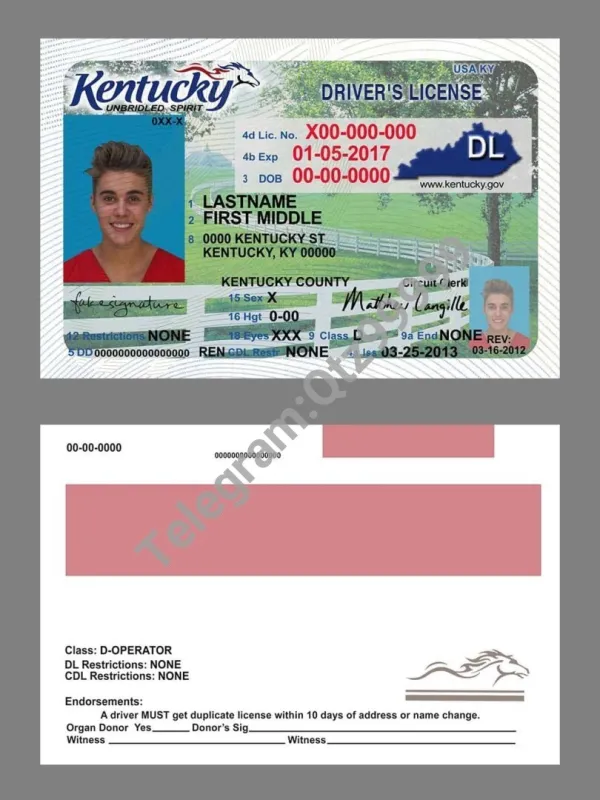 Kentucky
UNBRIDLED SPIRIT
USA KY
DRIVER'S LICENSE
0XX-X
4d Lic. No. X00-000-000
4b Exp 01-05-2017
3 DOB 00-00-0000
DL
www.kentucky.gov
1 LASTNAME
2 FIRST MIDDLE
8 0000 KENTUCKY ST
KENTUCKY, KY 00000
KENTUCKY COUNTY
Circuit Clerk
fakesignature
15 Sex X
Matthew Langille
16 Hgt 0-00
12 Restrictions NONE
18 Eyes XXX 9 Class D 9a End NONE
REV:
03-16-2012
5 DD 0000000000000000 REN CDL Restr NONE
Iss 03-25-2013
Telegram:
00-00-0000
0000000000000000
Class: D-OPERATOR
DL Restrictions: NONE
CDL Restrictions: NONE
Endorsements:
A driver MUST get duplicate license within 10 days of address or name change.
Organ Donor Yes Donor's Sig
Witness Witness